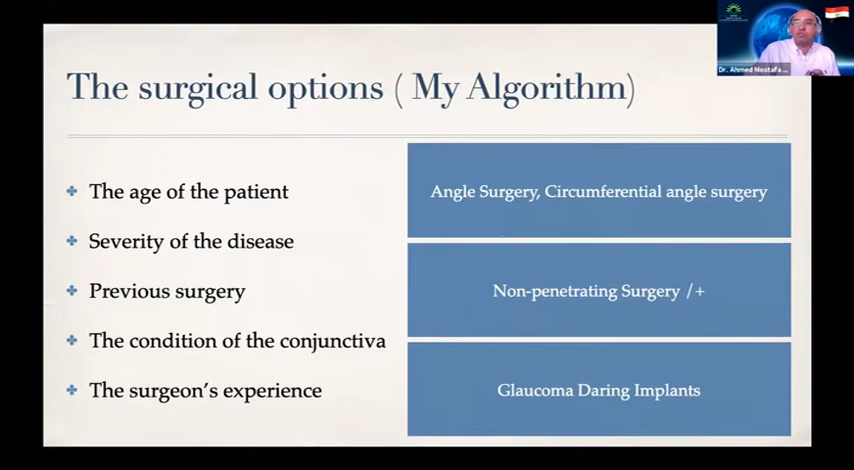 The surgical options ( My Algorithm)
The age of the patient
Severity of the disease
Previous surgery
The condition of the conjunctiva
The surgeon's experience
Angle Surgery, Circumferential angle surgery
Non-penetrating Surgery /+
Glaucoma Daring Implants
Dr. Ahmed Mostafa ...